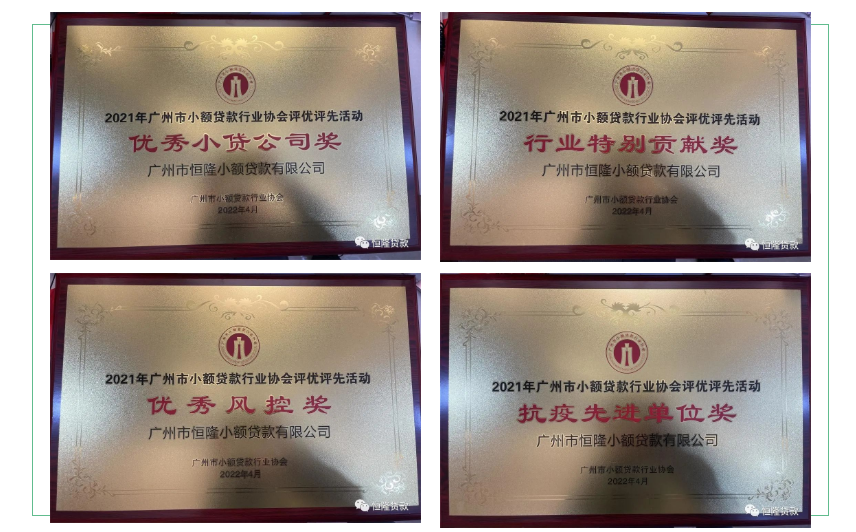 2021年广州市小额贷款行业协会评优评先活动
优秀小贷公司奖
广州市恒隆小额贷款有限公司
广州市小额贷款行业协会
2022年4月
恒隆贷款
2021年广州市小额贷款行业协会评优评先活动
行业特别贡献奖
广州市恒隆小额贷款有限公司
广州市小额贷款行业协会
2022年4月
恒隆贷款
2021年广州市小额贷款行业协会评优评先活动
优秀风控奖
广州市恒隆小额贷款有限公司
广州市小额贷款行业协会
2022年4月
恒隆贷款
2021年广州市小额贷款行业协会评优评先活动
抗疫先进单位奖
广州市恒隆小额贷款有限公司
广州市小额贷款行业协会
2022年4月
恒隆贷款